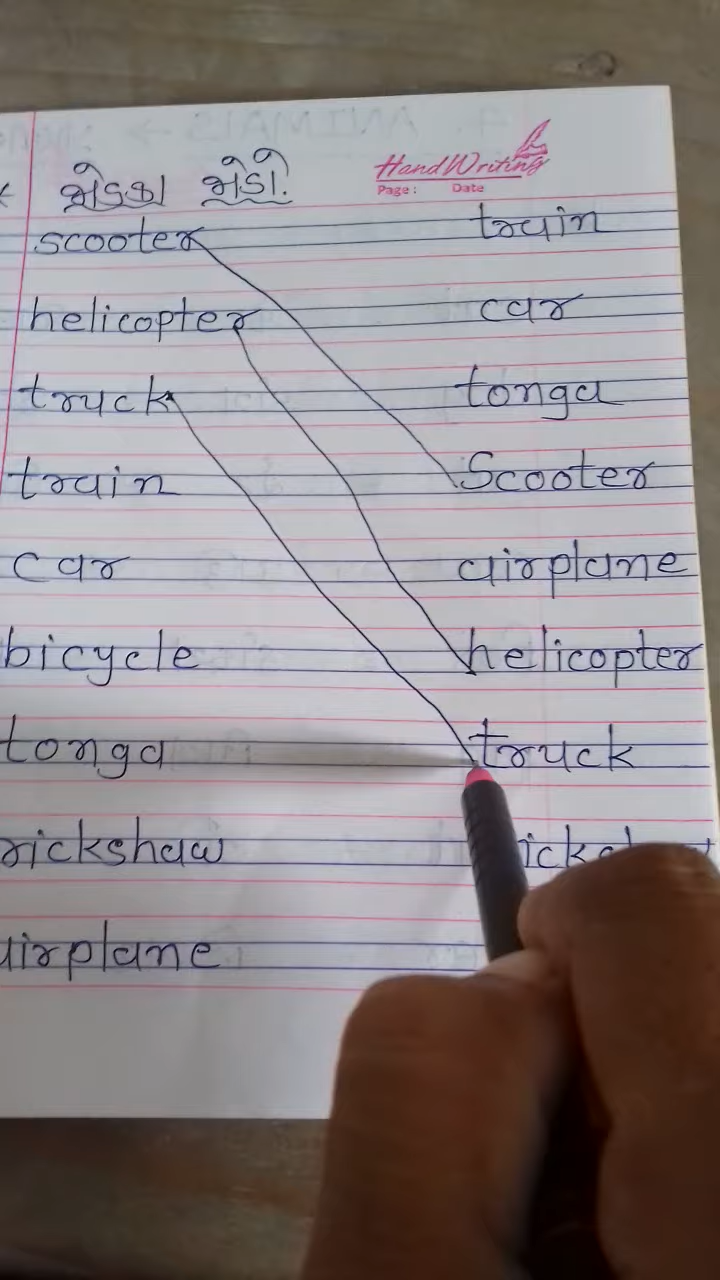 જોડકા જોડો.
HandWriting
Page : Date
scooter train
helicopter car
truck tonga
train Scooter
car airplane
bicycle helicopter
tonga truck
rickshaw
airplane